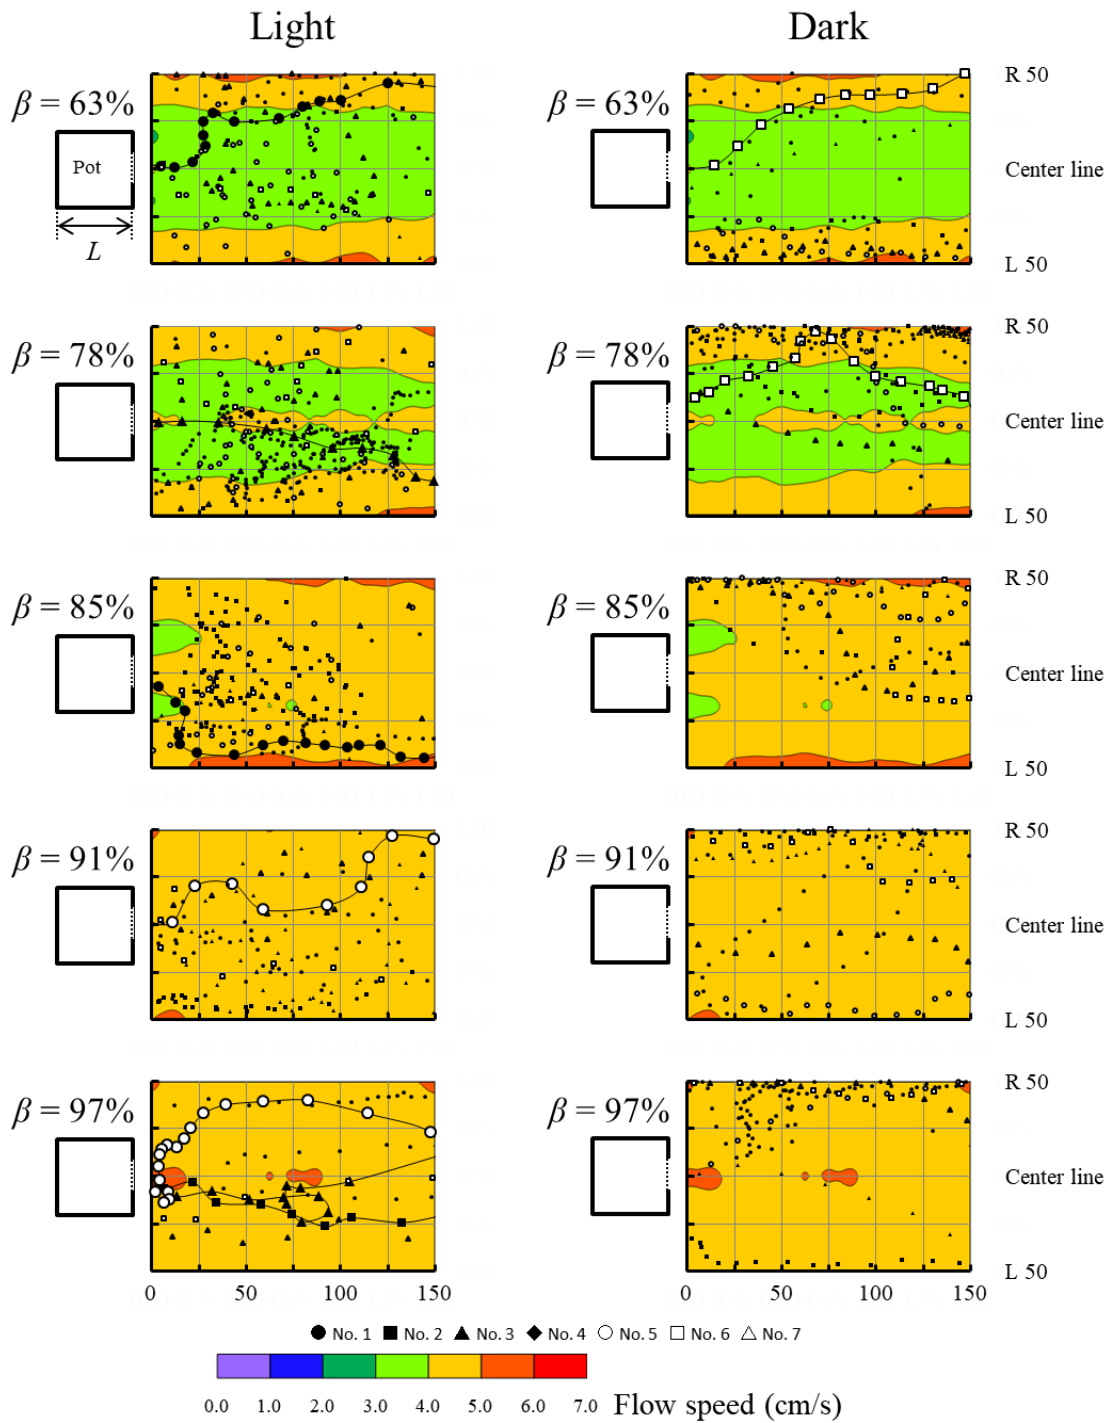 Light Dark
β = 63% Pot L R 50 Center line L 50
β = 78% R 50 Center line L 50
β = 85% R 50 Center line L 50
β = 91% R 50 Center line L 50
β = 97% R 50 Center line L 50
0 50 100 150 0 50 100 150
No. 1 No. 2 No. 3 No. 4 No. 5 No. 6 No. 7
0.0 1.0 2.0 3.0 4.0 5.0 6.0 7.0 Flow speed (cm/s)